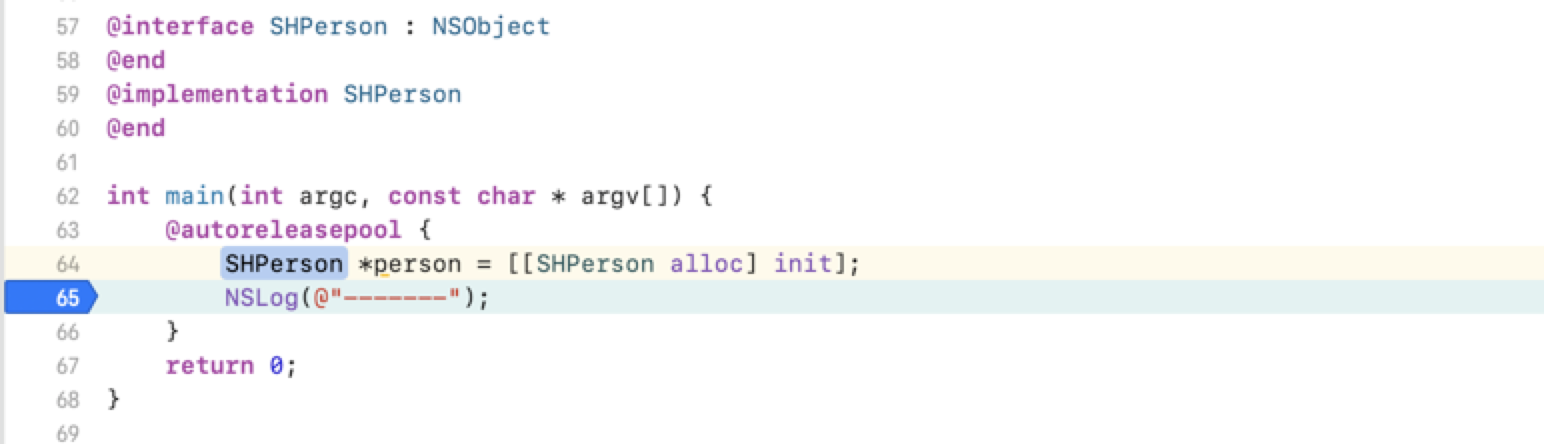 57 @interface SHPerson : NSObject
58 @end
59 @implementation SHPerson
60 @end
61
62 int main(int argc, const char * argv[]) {
63     @autoreleasepool {
64         SHPerson *person = [[SHPerson alloc] init];
65         NSLog(@"-------");
66     }
67     return 0;
68 }
69